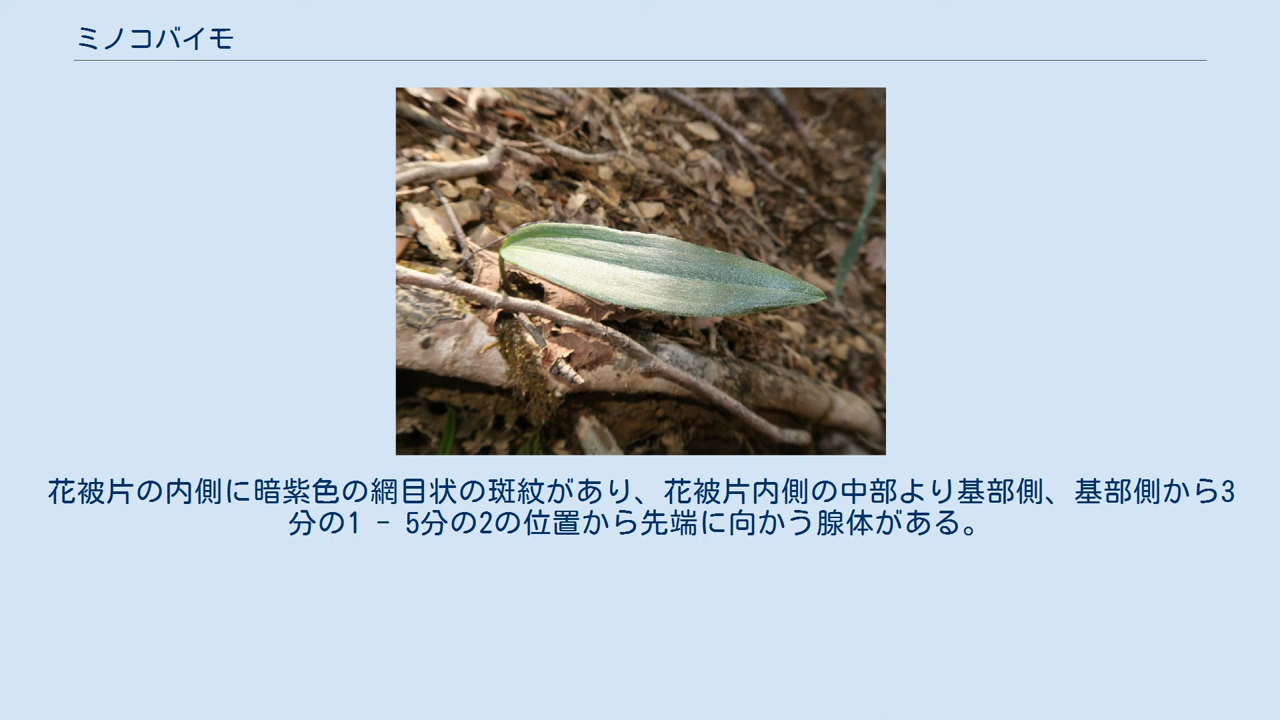 ミノコバイモ
花被片の内側に暗紫色の網目状の斑紋があり、花被片内側の中部より基部側、基部側から3
分の1 - 5分の2の位置から先端に向かう腺体がある。